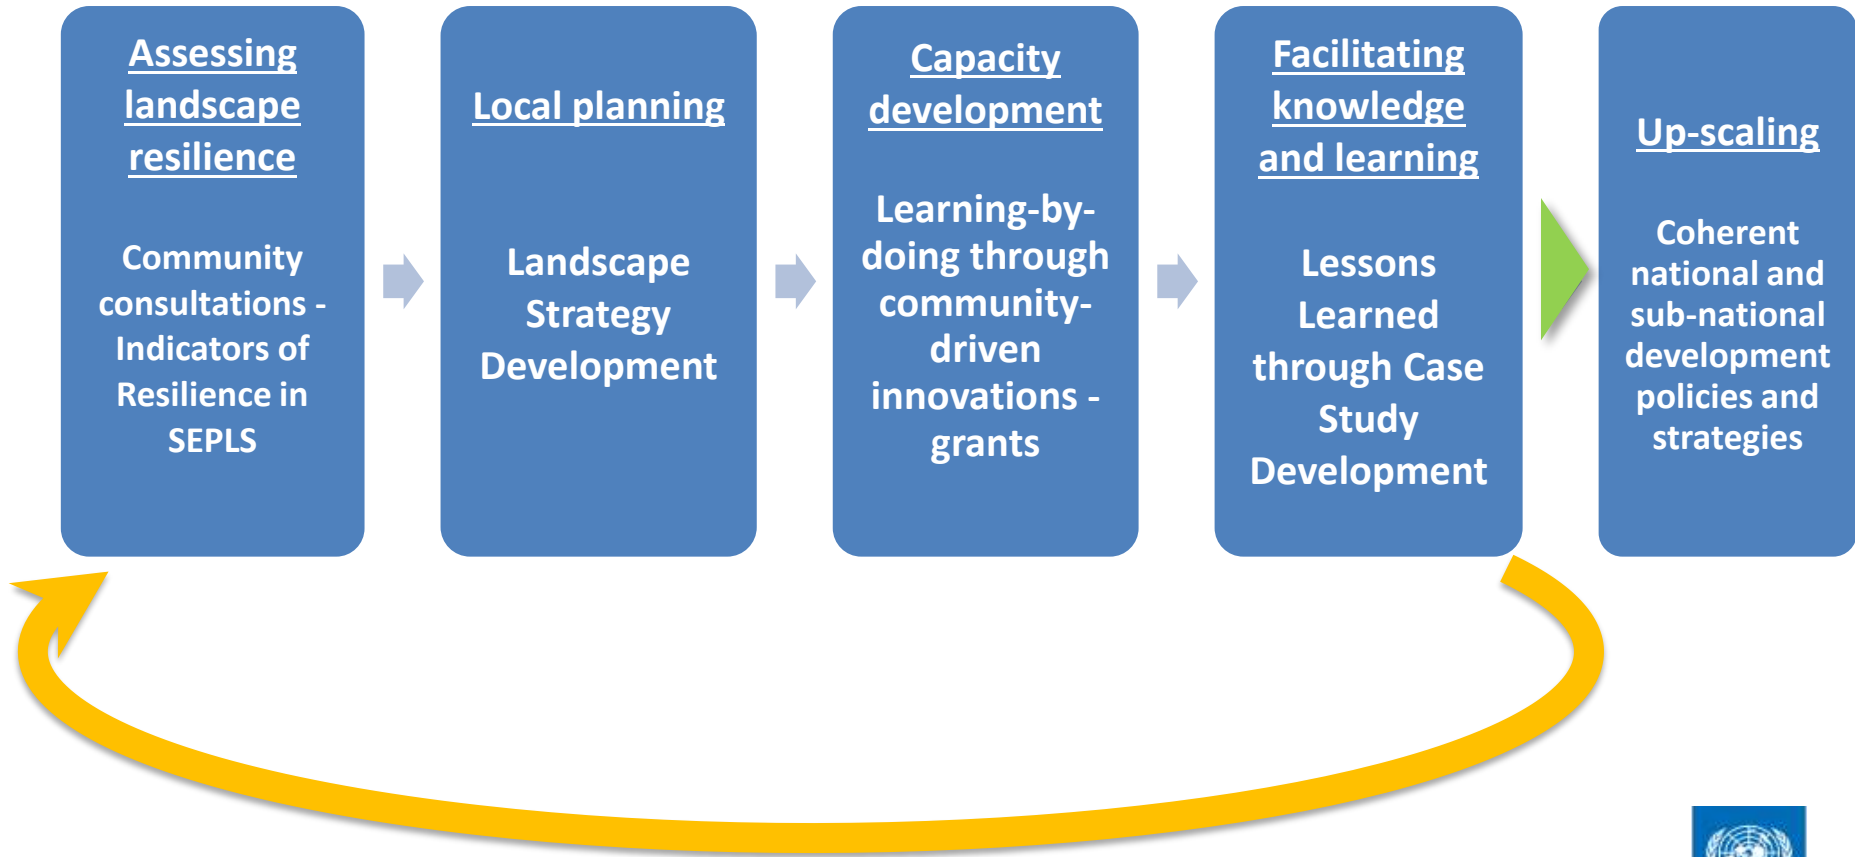 Assessing
landscape
resilience
Community
consultations -
Indicators of
Resilience in
SEPLS
Local planning
Landscape
Strategy
Development
Capacity
development
Learning-by-
doing through
community-
driven
innovations -
grants
Facilitating
knowledge
and learning
Lessons
Learned
through Case
Study
Development
Up-scaling
Coherent
national and
sub-national
development
policies and
strategies